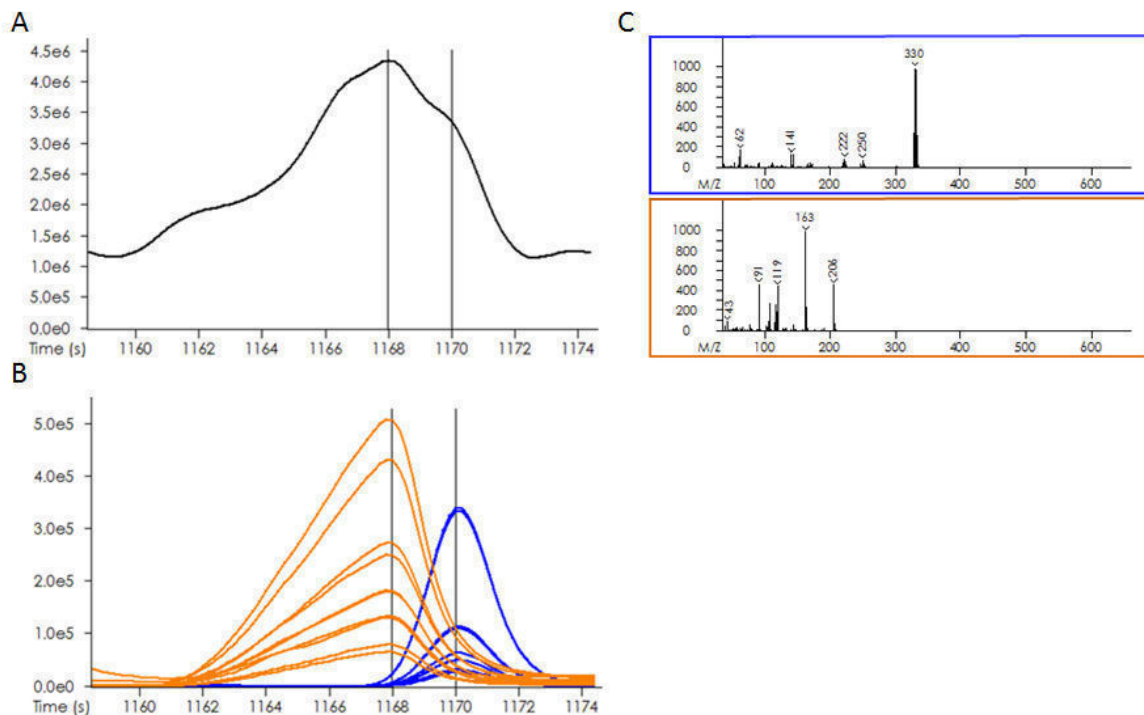 A
4.5e6
4.0e6
3.5e6
3.0e6
2.5e6
2.0e6
1.5e6
1.0e6
5.0e5
0.0e0
Time (s) 1160 1162 1164 1166 1168 1170 1172 1174
B
5.0e5
4.0e5
3.0e5
2.0e5
1.0e5
0.0e0
Time (s) 1160 1162 1164 1166 1168 1170 1172 1174
C
330
1000
800
600
400
200
0
62
141
222
250
M/Z 100 200 300 400 500 600
163
1000
800
600
400
200
0
43
91
119
206
M/Z 100 200 300 400 500 600